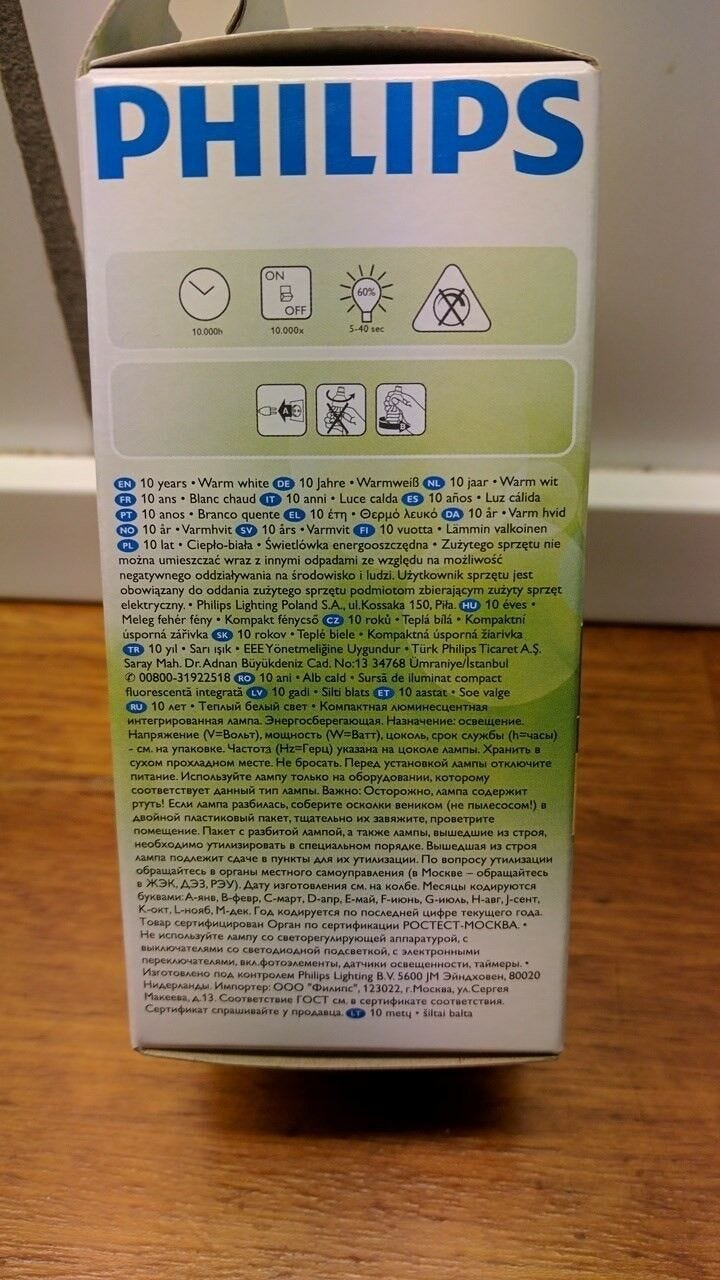 PHILIPS
ON
60%
OFF
10.000h 10.000x 5-40 sec
A
B
EN 10 years • Warm white DE 10 Jahre • Warmweiß NL 10 jaar • Warm wit
FR 10 ans • Blanc chaud IT 10 anni • Luce calda ES 10 años • Luz cálida
PT 10 anos • Branco quente EL 10 έτη • Θερμό λευκό DA 10 år • Varm hvid
NO 10 år • Varmhvit SV 10 års • Varmvit FI 10 vuotta • Lämmin valkoinen
PL 10 lat • Ciepło-biała • Świetlówka energooszczędna • Zużytego sprzętu nie
można umieszczać wraz z innymi odpadami ze względu na możliwość
negatywnego oddziaływania na środowisko i ludzi. Użytkownik sprzętu jest
obowiązany do oddania zużytego sprzętu podmiotom zbierającym zużyty sprzęt
elektryczny. • Philips Lighting Poland S.A., ul.Kossaka 150, Piła. HU 10 éves •
Meleg fehér fény • Kompakt fénycső CZ 10 roků • Teplá bílá • Kompaktní
úsporná zářivka SK 10 rokov • Teplé biele • Kompaktná úsporná žiarivka
TR 10 yıl • Sarı ışık • EEE Yönetmeliğine Uygundur • Türk Philips Ticaret A.Ş.
Saray Mah. Dr.Adnan Büyükdeniz Cad. No:13 34768 Ümraniye/İstanbul
✆ 00800-31922518 RO 10 ani • Alb cald • Sursă de iluminat compact
fluorescentă integrată LV 10 gadi • Silti blats ET 10 aastat • Soe valge
RU 10 лет • Теплый белый свет • Компактная люминесцентная
интегрированная лампа. Энергосберегающая. Назначение: освещение.
Напряжение (V=Вольт), мощность (W=Ватт), цоколь, срок службы (h=часы)
- см. на упаковке. Частота (Hz=Герц) указана на цоколе лампы. Хранить в
сухом прохладном месте. Не бросать. Перед установкой лампы отключите
питание. Используйте лампу только на оборудовании, которому
соответствует данный тип лампы. Важно: Осторожно, лампа содержит
ртуть! Если лампа разбилась, соберите осколки веником (не пылесосом!) в
двойной пластиковый пакет, тщательно их завяжите, проветрите
помещение. Пакет с разбитой лампой, а также лампы, вышедшие из строя,
необходимо утилизировать в специальном порядке. Вышедшая из строя
лампа подлежит сдаче в пункты для их утилизации. По вопросу утилизации
обращайтесь в органы местного самоуправления (в Москве – обращайтесь
в ЖЭК, ДЭЗ, РЭУ). Дату изготовления см. на колбе. Месяцы кодируются
буквами: А-янв, В-февр, С-март, D-апр, E-май, F-июнь, G-июль, H-авг, J-сент,
К-окт, L-нояб, М-дек. Год кодируется по последней цифре текущего года.
Товар сертифицирован Орган по сертификации РОСТЕСТ-МОСКВА. •
Не используйте лампу со светорегулирующей аппаратурой, с
выключателями со светодиодной подсветкой, с электронными
переключателями, вкл.фотоэлементы, датчики освещенности, таймеры. •
Изготовлено под контролем Philips Lighting B.V. 5600 JM Эйндховен, 80020
Нидерланды. Импортер: ООО "Филипс", 123022, г.Москва, ул.Сергея
Макеева, д.13. Соответствие ГОСТ см. в сертификате соответствия.
Сертификат спрашивайте у продавца. LT 10 metų • šiltai balta